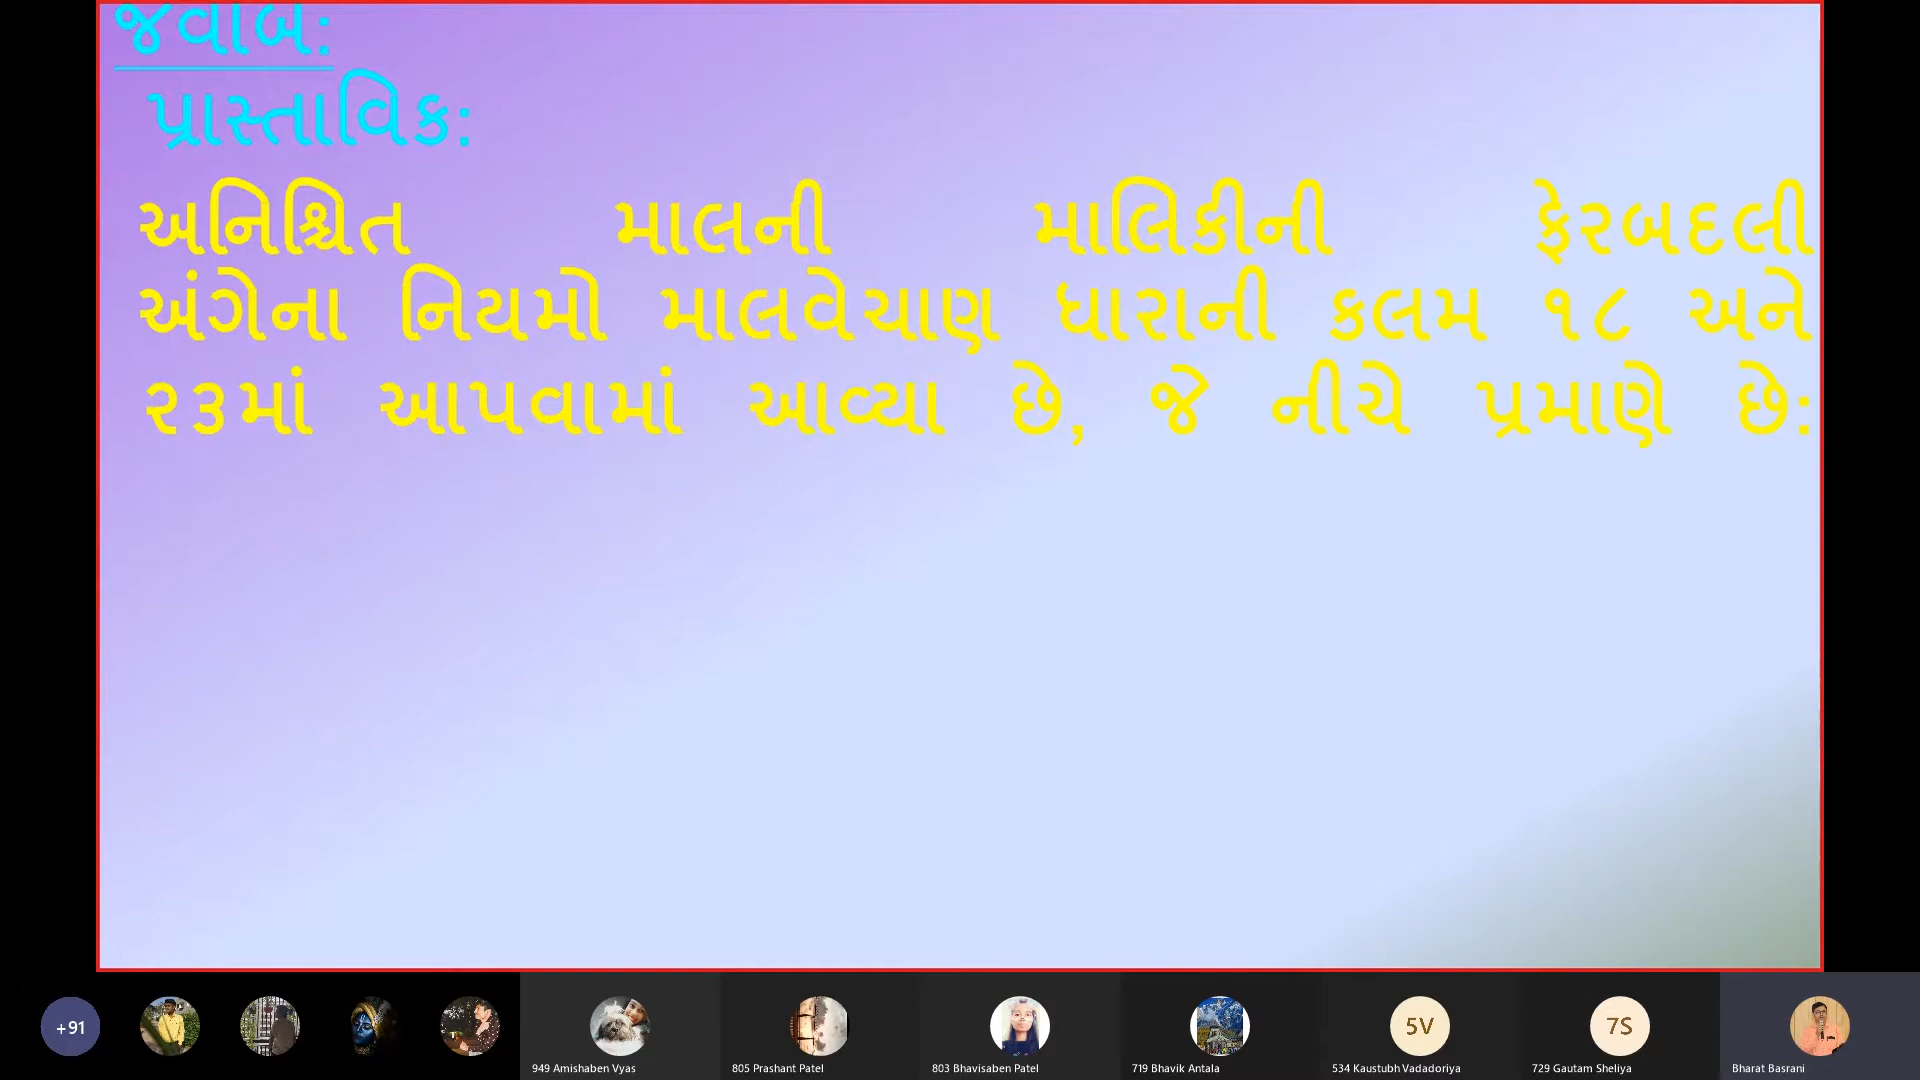 જવાબ:
પ્રાસ્તાવિક:
અનિશ્ચિત માલની માલિકીની ફેરબદલી
અંગેના નિયમો માલવેચાણ ધારાની કલમ ૧૮ અને
૨૩માં આપવામાં આવ્યા છે, જે નીચે પ્રમાણે છે:
+91
5V
7S
949 Amishaben Vyas
805 Prashant Patel
803 Bhavisaben Patel
719 Bhavik Antala
534 Kaustubh Vadadoriya
729 Gautam Sheliya
Bharat Basrani